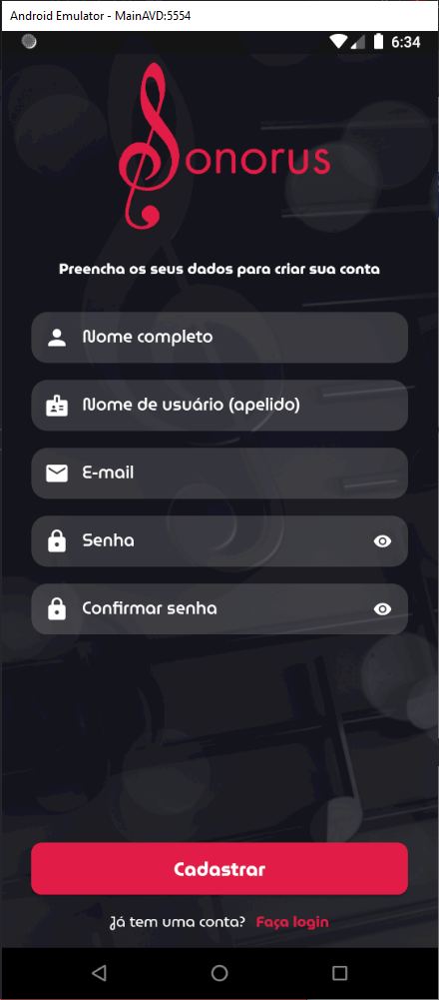 Android Emulator - MainAVD:5554
6:34
Sonorus
Preencha os seus dados para criar sua conta
Nome completo
Nome de usuário (apelido)
E-mail
Senha
Confirmar senha
Cadastrar
Já tem uma conta? Faça login